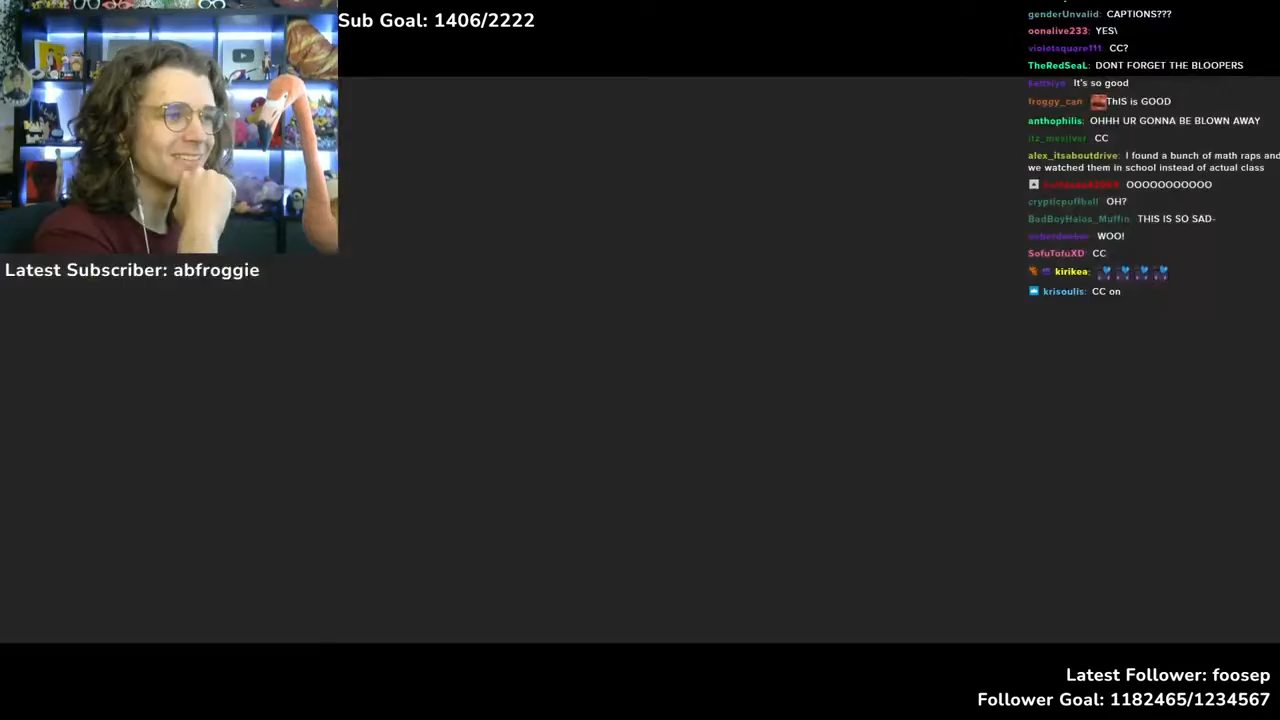 Sub Goal: 1406/2222
Latest Subscriber: abfroggie
genderUnvalid: CAPTIONS???
oonalive233: YES\
violetsquare111: CC?
TheRedSeaL: DONT FORGET THE BLOOPERS
It's so good
froggy_can ThIS is GOOD
anthophilis: OHHH UR GONNA BE BLOWN AWAY
itz_mesilver: CC
alex_itsaboutdrive: I found a bunch of math raps and
we watched them in school instead of actual class
OOOOOOOOOOO
crypticpuffball: OH?
BadBoyHalos_Muffin: THIS IS SO SAD-
WOO!
SofuTofuXD: CC
kirikea:
krisoulis: CC on
Latest Follower: foosep
Follower Goal: 1182465/1234567